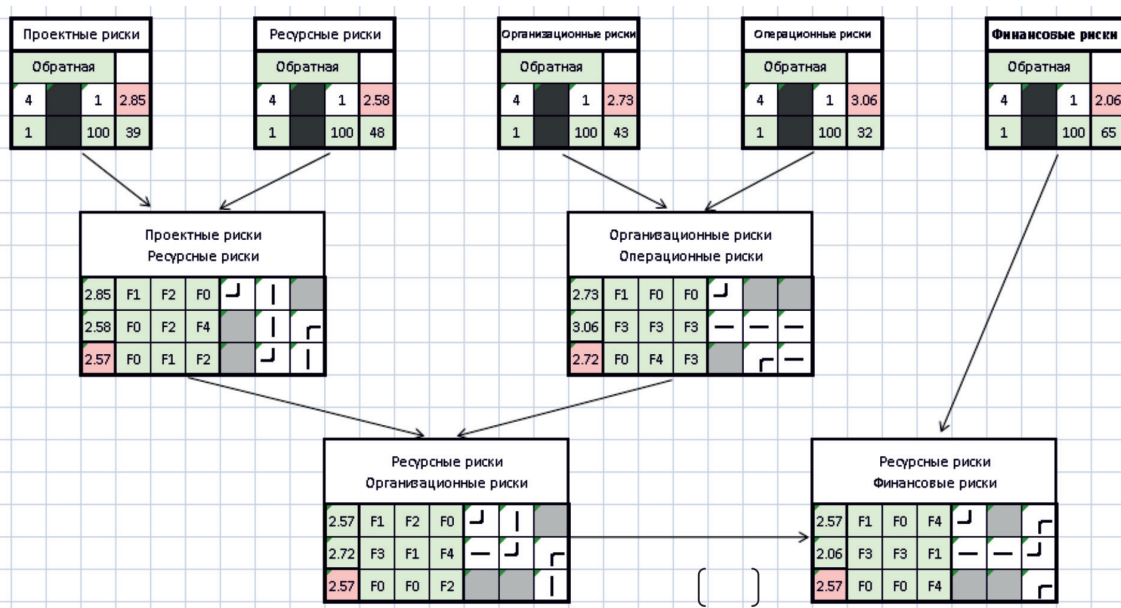 Проектные риски
Обратная
4 1 2.85
1 100 39
Ресурсные риски
Обратная
4 1 2.58
1 100 48
Организационные риски
Обратная
4 1 2.73
1 100 43
Операционные риски
Обратная
4 1 3.06
1 100 32
Финансовые риски
Обратная
4 1 2.06
1 100 65
Проектные риски
Ресурсные риски
2.85 F1 F2 F0
2.58 F0 F2 F4
2.57 F0 F1 F2
Организационные риски
Операционные риски
2.73 F1 F0 F0
3.06 F3 F3 F3
2.72 F0 F4 F3
Ресурсные риски
Организационные риски
2.57 F1 F2 F0
2.72 F3 F1 F4
2.57 F0 F0 F2
Ресурсные риски
Финансовые риски
2.57 F1 F0 F4
2.06 F3 F3 F1
2.57 F0 F0 F4